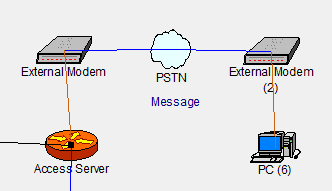 External Modem
PSTN
External Modem
(2)
Message
Access Server
PC (6)